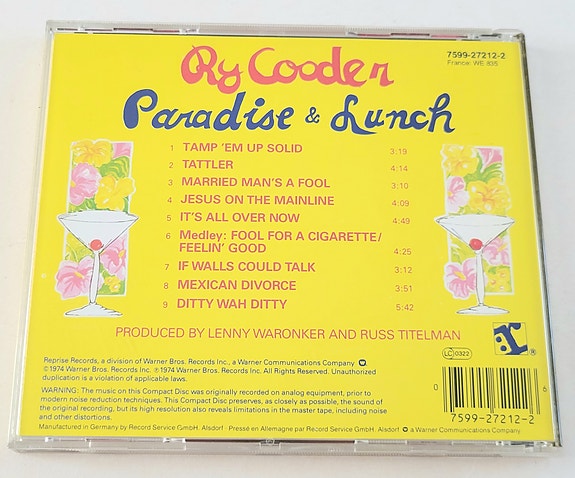 7599-27212-2
France: WE 835
Ry Cooder
Paradise & Lunch
1 TAMP 'EM UP SOLID 3:19
2 TATTLER 4:14
3 MARRIED MAN'S A FOOL 3:10
4 JESUS ON THE MAINLINE 4:09
5 IT'S ALL OVER NOW 4:49
6 Medley: FOOL FOR A CIGARETTE/
FEELIN' GOOD 4:25
7 IF WALLS COULD TALK 3:12
8 MEXICAN DIVORCE 3:51
9 DITTY WAH DITTY 5:42
PRODUCED BY LENNY WARONKER AND RUSS TITELMAN
r ®
LC 0322
Reprise Records, a division of Warner Bros. Records Inc., a Warner Communications Company
©1974 Warner Bros. Records Inc. ℗1974 Warner Bros. Records Inc. All Rights Reserved. Unauthorized
duplication is a violation of applicable laws.
WARNING: The music on this Compact Disc was originally recorded on analog equipment, prior to
modern noise reduction techniques. This Compact Disc preserves, as closely as possible, the sound of
the original recording, but its high resolution also reveals limitations in the master tape, including noise
and other distortions.
Manufactured in Germany by Record Service GmbH, Alsdorf · Pressé en Allemagne par Record Service GmbH. Alsdorf a Warner Communications Company
0 6
7599-27212-2